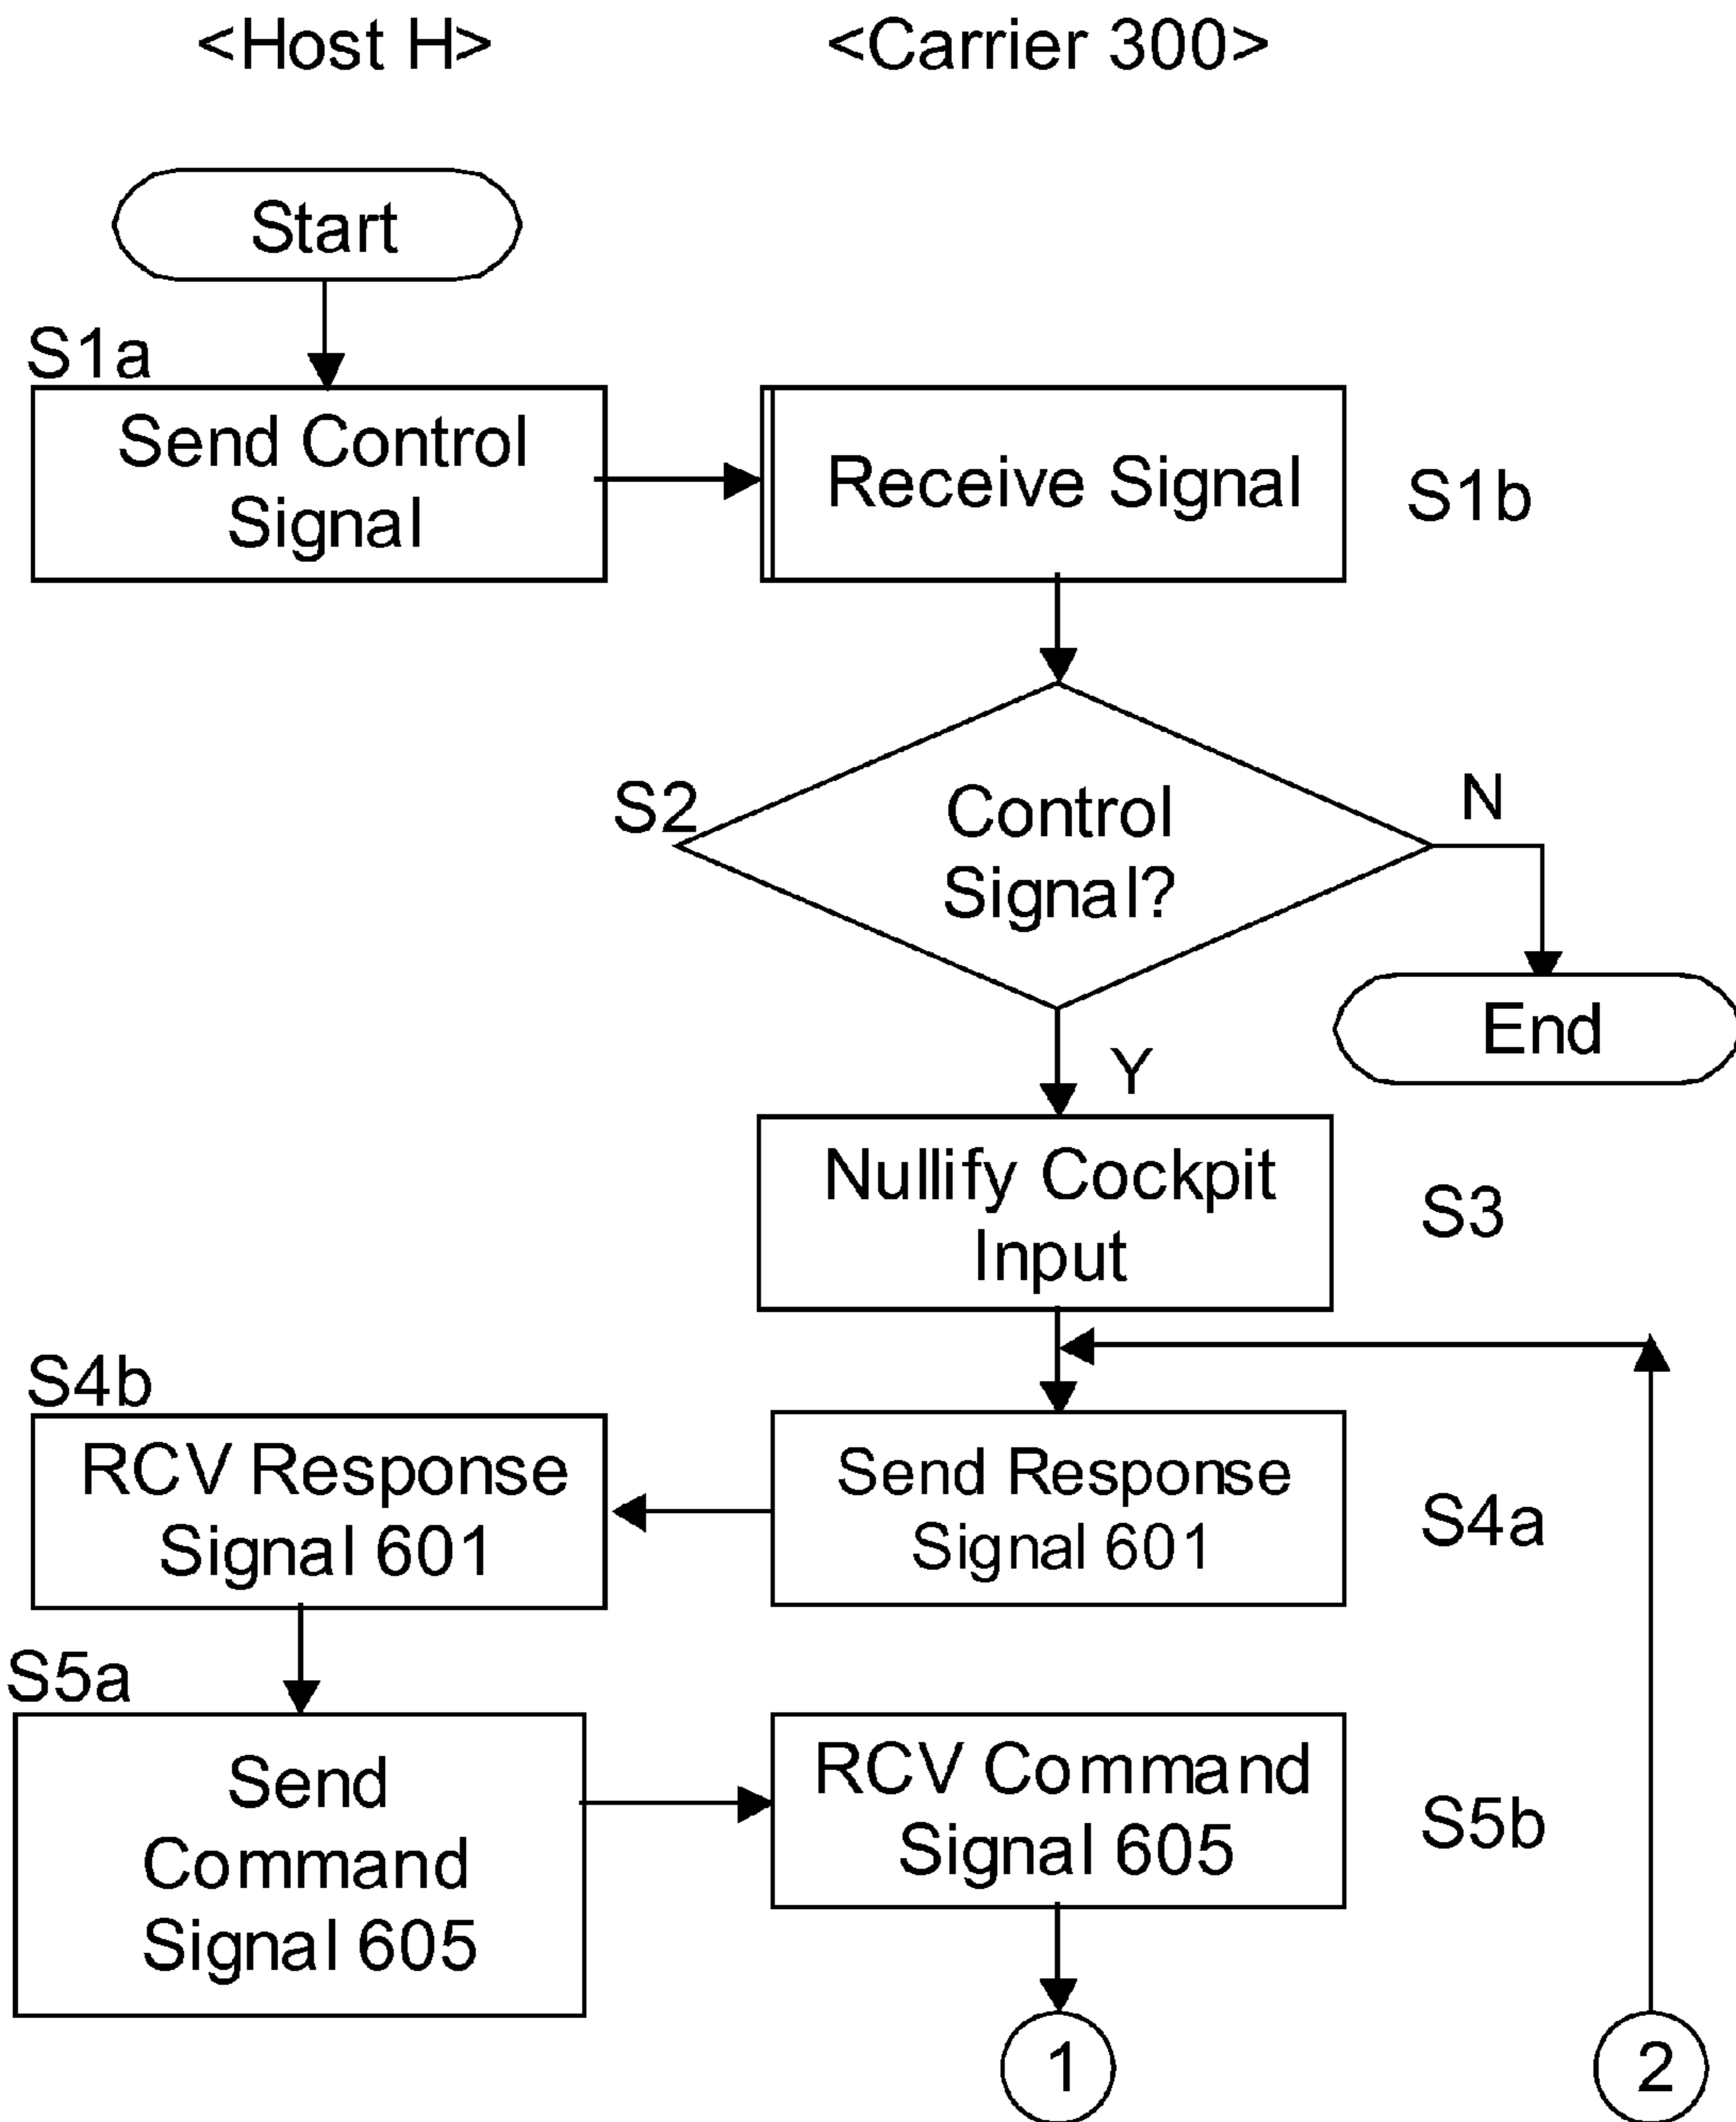 <Host H>
<Carrier 300>
Start
S1a
Send Control
Signal
Receive Signal
S1b
S2
Control
Signal?
N
End
Y
Nullify Cockpit
Input
S3
S4b
RCV Response
Signal 601
Send Response
Signal 601
S4a
S5a
Send
Command
Signal 605
RCV Command
Signal 605
S5b
1
2